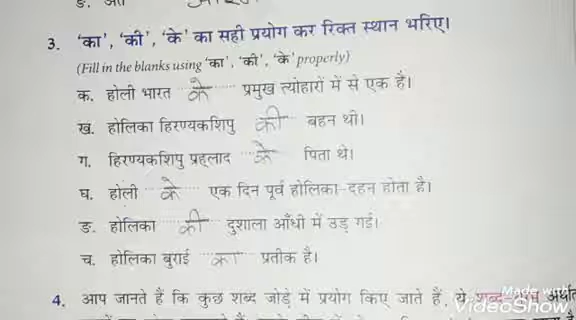 ङ.
3. 'का', 'की', 'के' का सही प्रयोग कर रिक्त स्थान भरिए।
(Fill in the blanks using 'का', 'की', 'के' properly)
क. होली भारत के प्रमुख त्योहारों में से एक है।
ख. होलिका हिरण्यकशिपु की बहन थी।
ग. हिरण्यकशिपु प्रह्लाद के पिता थे।
घ. होली के एक दिन पूर्व होलिका-दहन होता है।
ङ. होलिका की दुशाला आँधी में उड़ गई।
च. होलिका बुराई का प्रतीक है।
4. आप जानते हैं कि कुछ शब्द जोड़े में प्रयोग किए जाते हैं, ये
Made with
VideoShow